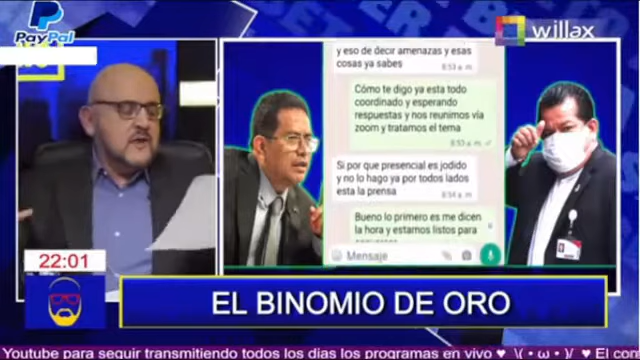 PayPal
willax
y eso de decir amenazas y esas
cosas ya sabes
8:53 a. m.
Cómo te digo ya esta todo
coordinado y esperando
respuestas y nos reunimos vía
zoom y tratamos el tema
8:53 a. m.
Si por que presencial es jodido
y no lo hago ya por todos lados
esta la prensa
8:54 a. m.
Bueno lo primero es me dicen
la hora y estamos listos para
Mensaje
22:01
EL BINOMIO DE ORO
Youtube para seguir transmitiendo todos los días los programas en vivo ♥ \( • ω • )/ ♥ El con